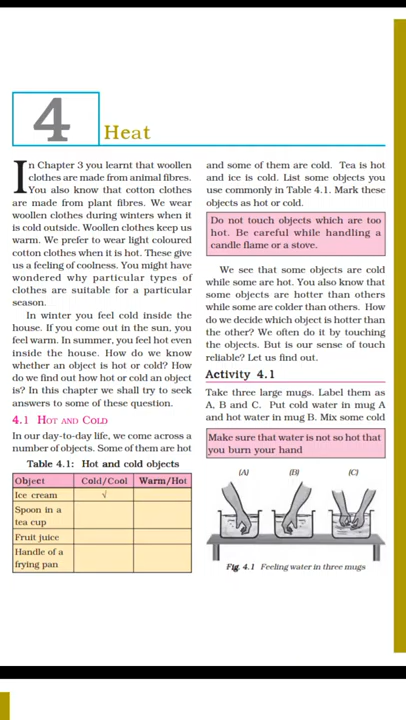 4
Heat
In Chapter 3 you learnt that woollen
clothes are made from animal fibres.
You also know that cotton clothes
are made from plant fibres. We wear
woollen clothes during winters when it
is cold outside. Woollen clothes keep us
warm. We prefer to wear light coloured
cotton clothes when it is hot. These give
us a feeling of coolness. You might have
wondered why particular types of
clothes are suitable for a particular
season.
In winter you feel cold inside the
house. If you come out in the sun, you
feel warm. In summer, you feel hot even
inside the house. How do we know
whether an object is hot or cold? How
do we find out how hot or cold an object
is? In this chapter we shall try to seek
answers to some of these question.
4.1 HOT AND COLD
In our day-to-day life, we come across a
number of objects. Some of them are hot
Table 4.1: Hot and cold objects
Object Cold/Cool Warm/Hot
Ice cream √
Spoon in a
tea cup
Fruit juice
Handle of a
frying pan
and some of them are cold. Tea is hot
and ice is cold. List some objects you
use commonly in Table 4.1. Mark these
objects as hot or cold.
Do not touch objects which are too
hot. Be careful while handling a
candle flame or a stove.
We see that some objects are cold
while some are hot. You also know that
some objects are hotter than others
while some are colder than others. How
do we decide which object is hotter than
the other? We often do it by touching
the objects. But is our sense of touch
reliable? Let us find out.
Activity 4.1
Take three large mugs. Label them as
A, B and C. Put cold water in mug A
and hot water in mug B. Mix some cold
Make sure that water is not so hot that
you burn your hand
(A) (B) (C)
Fig. 4.1 Feeling water in three mugs